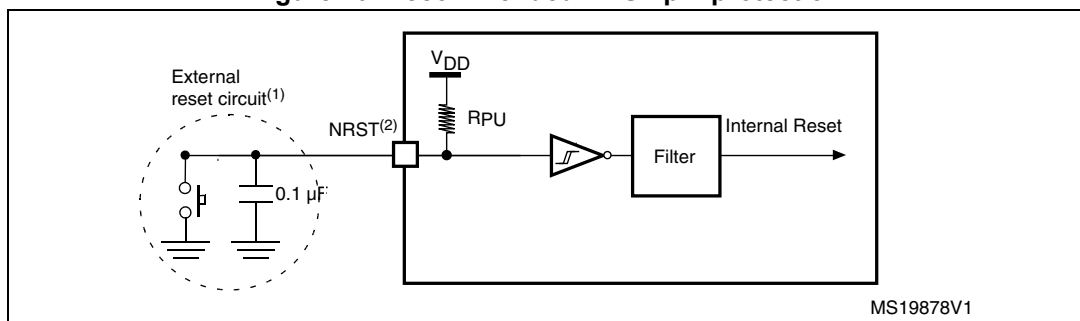 External
reset circuit(1)
VDD
RPU
NRST(2)
Internal Reset
Filter
0.1 µF
MS19878V1